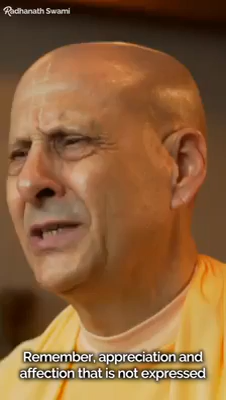 Radhanath Swami
Remember, appreciation and
affection that is not expressed